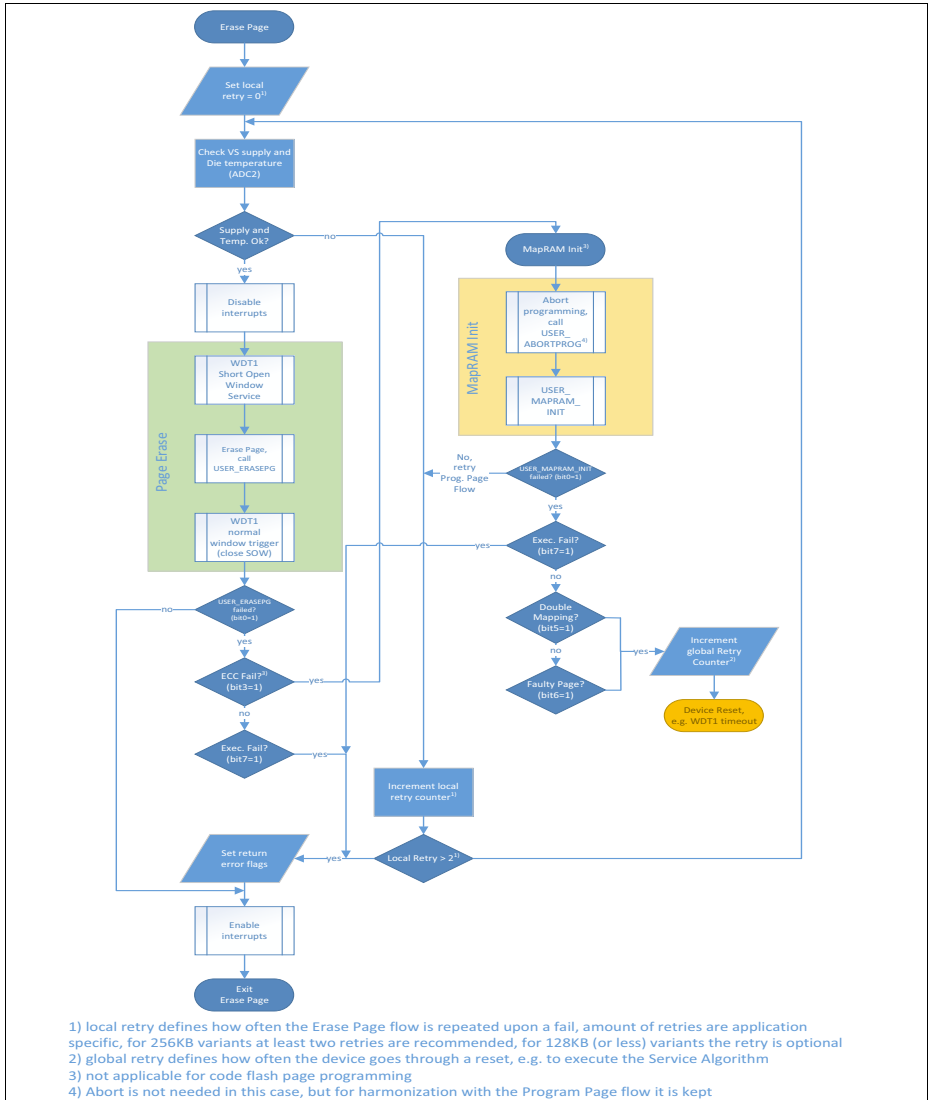 Erase Page
Set local
retry = 0¹⁾
Check VS supply and
Die temperature
(ADC2)
Supply and
Temp. Ok?
no
yes
Disable
interrupts
Page Erase
WDT1
Short Open
Window
Service
Erase Page,
call
USER_ERASEPG
WDT1
normal
window trigger
(close SOW)
USER_ERASEPG
failed?
(bit0=1)
no
yes
ECC Fail?³⁾
(bit3=1)
yes
no
Exec. Fail?
(bit7=1)
yes
MapRAM Init³⁾
MapRAM Init
Abort
programming,
call
USER_
ABORTPROG⁴⁾
USER_
MAPRAM_
INIT
USER_MAPRAM_INIT
failed? (bit0=1)
No,
retry
Prog. Page
Flow
yes
Exec. Fail?
(bit7=1)
yes
no
Double
Mapping?
(bit5=1)
no
Faulty Page?
(bit6=1)
yes
Increment
global Retry
Counter²⁾
Device Reset,
e.g. WDT1 timeout
Increment local
retry counter¹⁾
Local Retry > 2¹⁾
yes
Set return
error flags
Enable
interrupts
Exit
Erase Page
1) local retry defines how often the Erase Page flow is repeated upon a fail, amount of retries are application
specific, for 256KB variants at least two retries are recommended, for 128KB (or less) variants the retry is optional
2) global retry defines how often the device goes through a reset, e.g. to execute the Service Algorithm
3) not applicable for code flash page programming
4) Abort is not needed in this case, but for harmonization with the Program Page flow it is kept